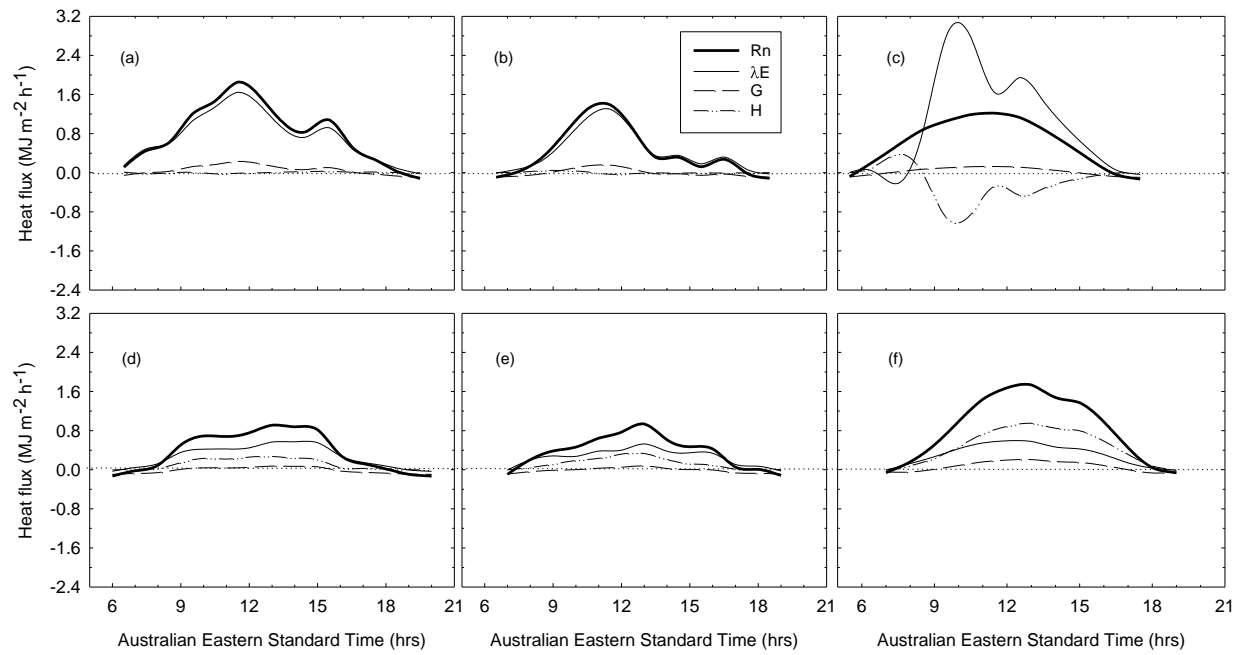 3.2
2.4
1.6
0.8
0.0
-0.8
-1.6
-2.4
Heat flux (MJ m⁻² h⁻¹)
(a)
(b)
Rn
λE
G
H
(c)
3.2
2.4
1.6
0.8
0.0
-0.8
-1.6
-2.4
Heat flux (MJ m⁻² h⁻¹)
(d)
(e)
(f)
6 9 12 15 18 21
6 9 12 15 18 21
6 9 12 15 18 21
Australian Eastern Standard Time (hrs)
Australian Eastern Standard Time (hrs)
Australian Eastern Standard Time (hrs)